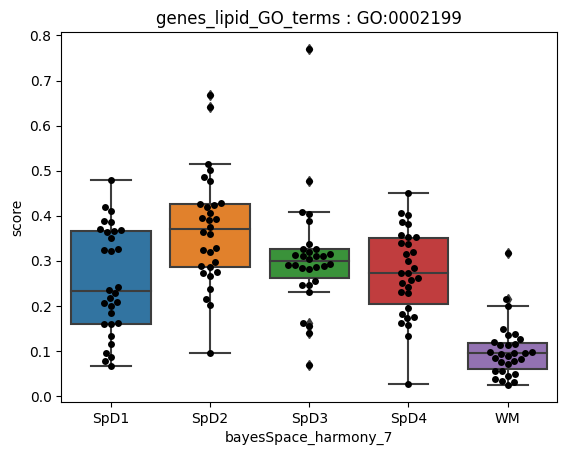 genes_lipid_GO_terms : GO:0002199
0.8
0.7
0.6
0.5
0.4
0.3
0.2
0.1
0.0
score
SpD1 SpD2 SpD3 SpD4 WM
bayesSpace_harmony_7